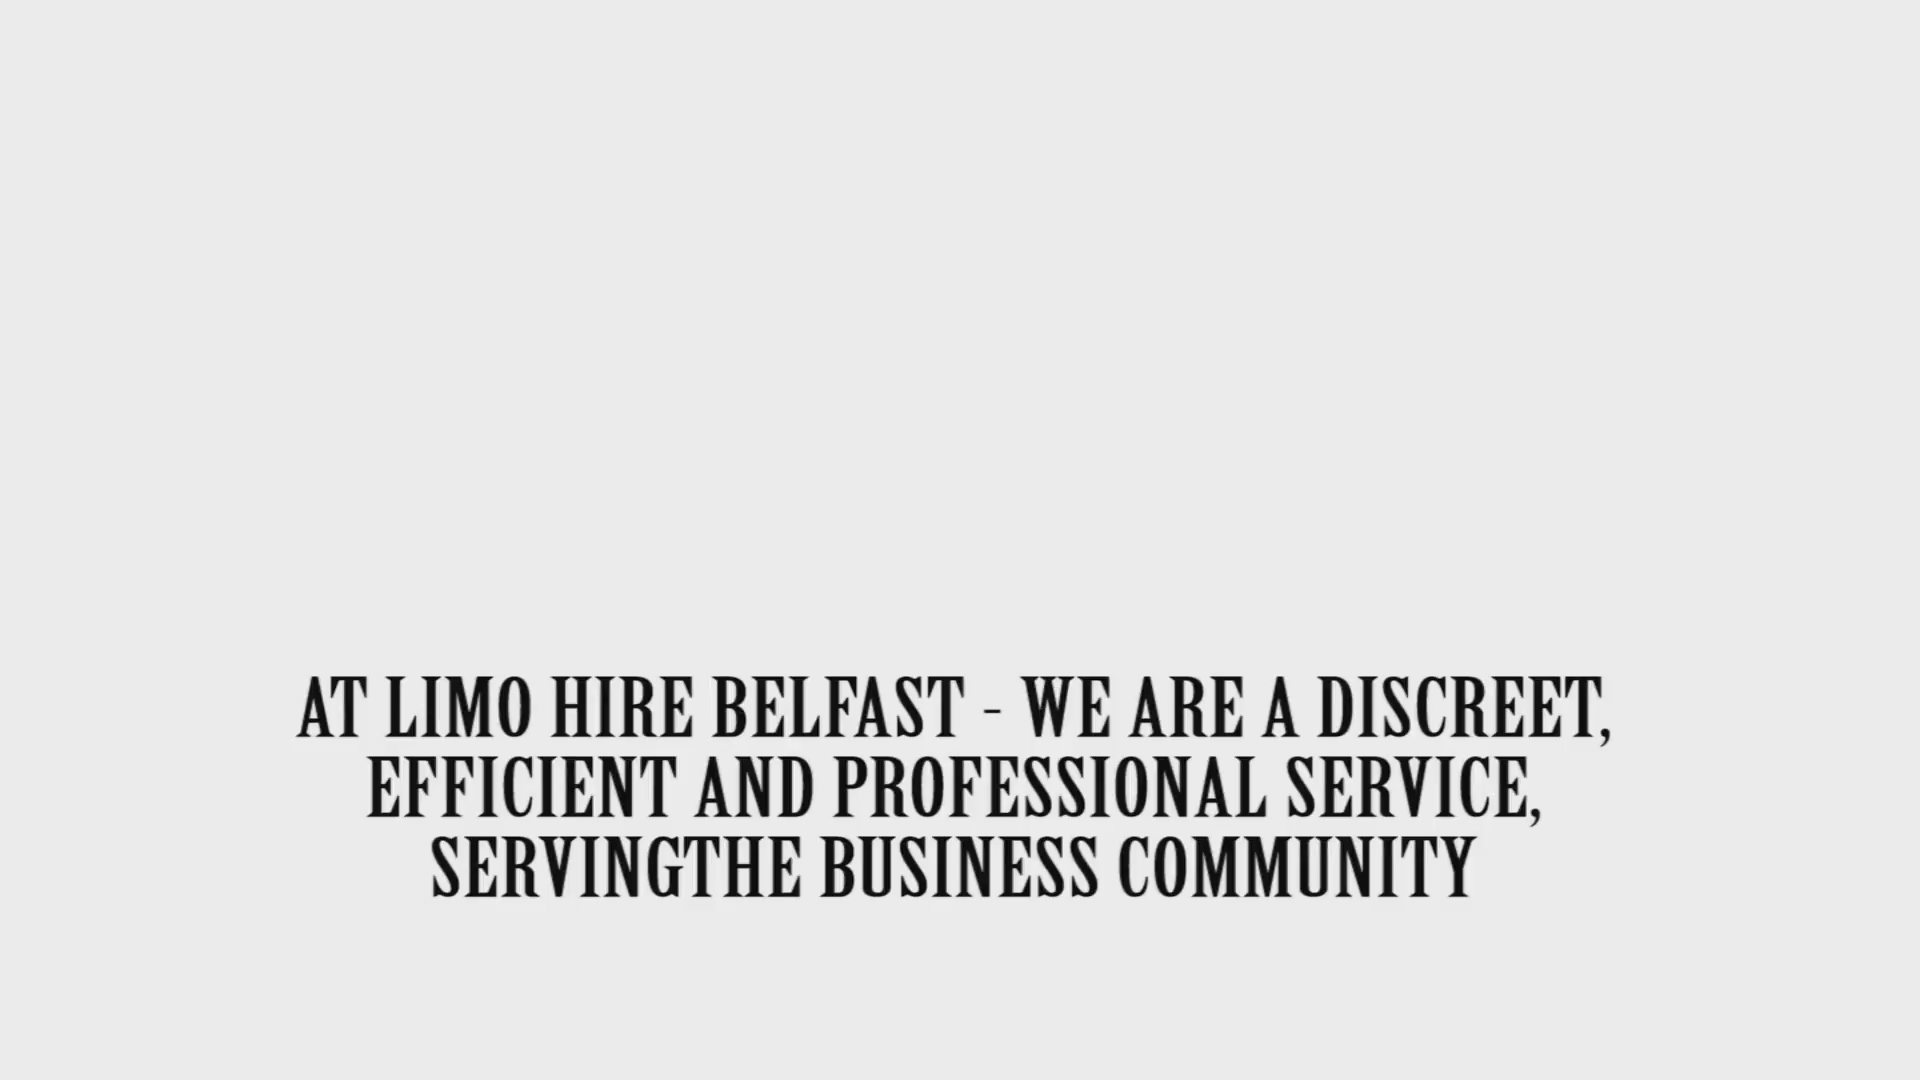 AT LIMO HIRE BELFAST - WE ARE A DISCREET,
EFFICIENT AND PROFESSIONAL SERVICE,
SERVINGTHE BUSINESS COMMUNITY